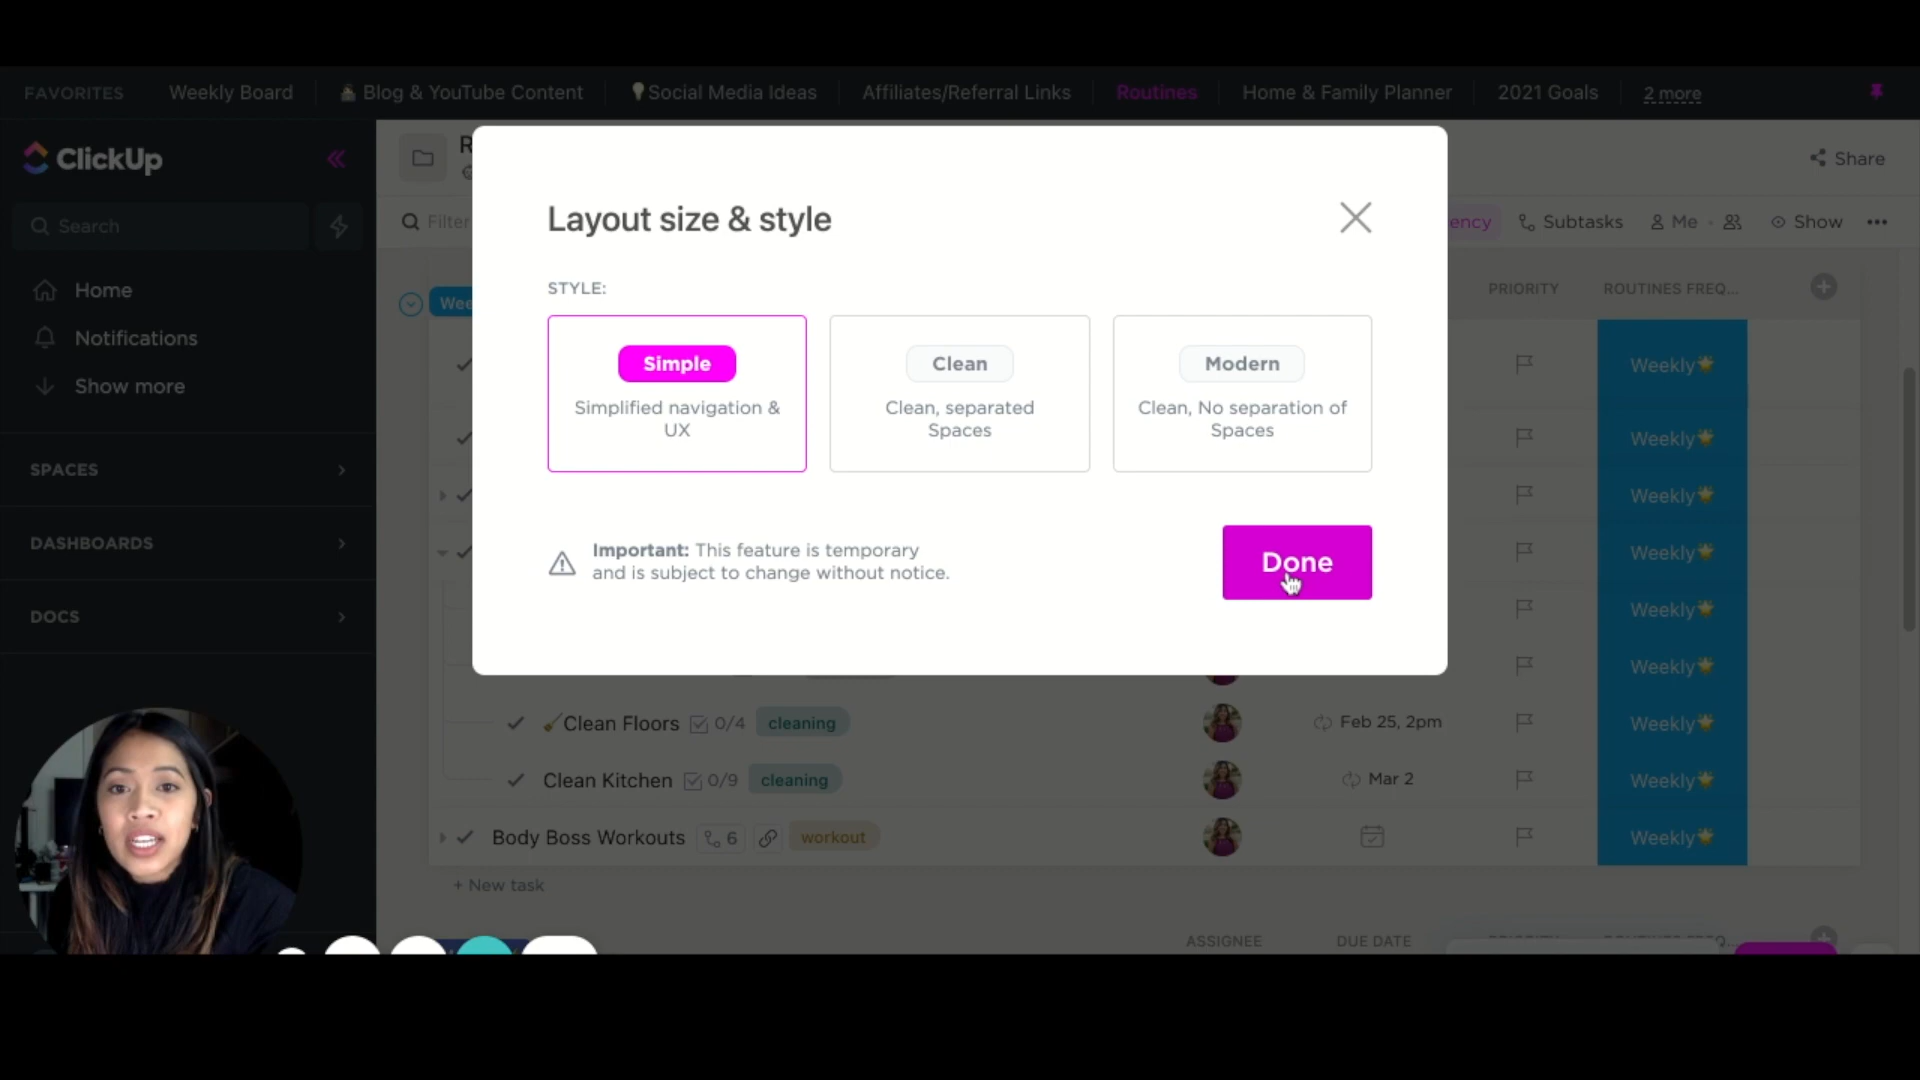 FAVORITES Weekly Board Blog & YouTube Content Social Media Ideas Affiliates/Referral Links Routines Home & Family Planner 2021 Goals 2 more
ClickUp
Share
Search
Filter
Subtasks Me Show
Home
Notifications
Show more
SPACES
DASHBOARDS
DOCS
Layout size & style
STYLE:
Simple
Simplified navigation &
UX
Clean
Clean, separated
Spaces
Modern
Clean, No separation of
Spaces
Important: This feature is temporary
and is subject to change without notice.
Done
PRIORITY ROUTINES FREQ...
Weekly
Weekly
Weekly
Weekly
Weekly
Weekly
Clean Floors 0/4 cleaning Feb 25, 2pm Weekly
Clean Kitchen 0/9 cleaning Mar 2 Weekly
Body Boss Workouts 6 workout Weekly
+ New task
ASSIGNEE DUE DATE